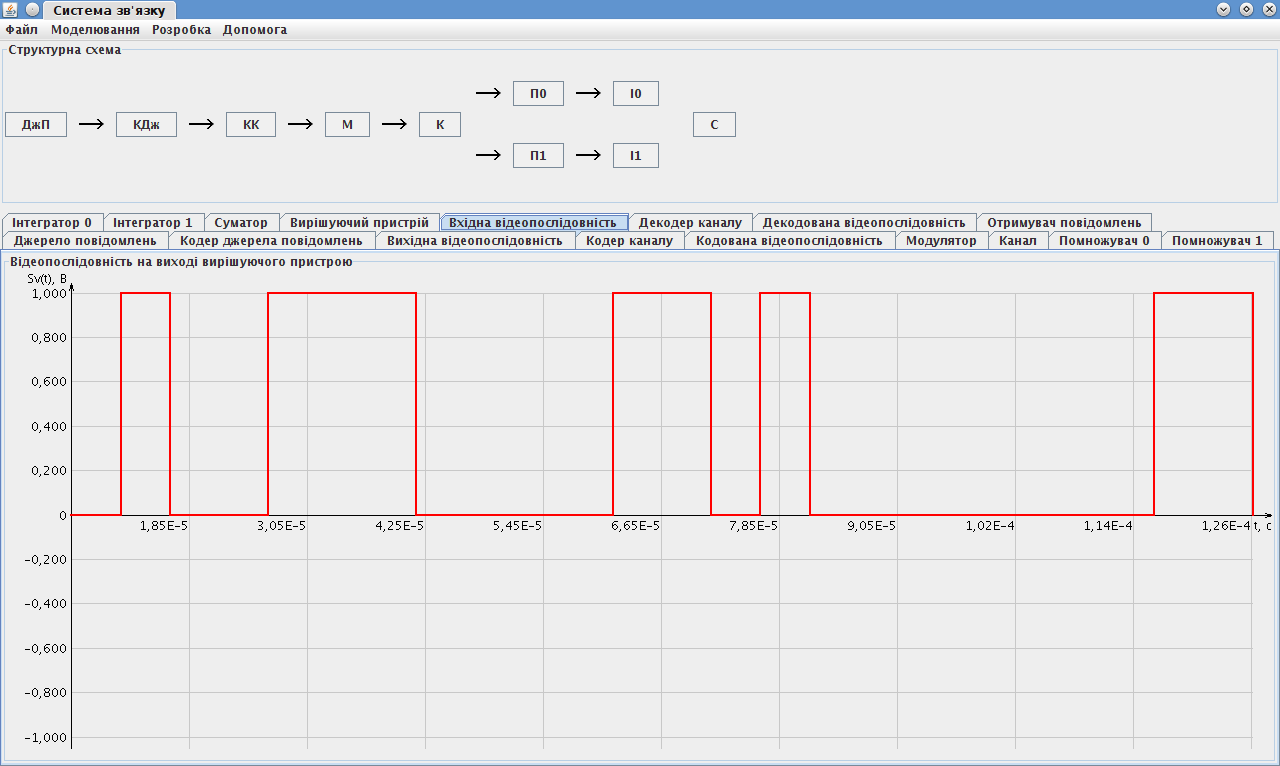 Система зв'язку
Файл Моделювання Розробка Допомога
Структурна схема
П0 І0
ДжП КДж КК М К С
П1 І1
Інтегратор 0 Інтегратор 1 Суматор Вирішуючий пристрій Вхідна відеопослідовність Декодер каналу Декодована відеопослідовність Отримувач повідомлень
Джерело повідомлень Кодер джерела повідомлень Вихідна відеопослідовність Кодер каналу Кодована відеопослідовність Модулятор Канал Помножувач 0 Помножувач 1
Відеопослідовність на виході вирішуючого пристрою
Sv(t), В
1,000
0,800
0,600
0,400
0,200
0
1,85E-5 3,05E-5 4,25E-5 5,45E-5 6,65E-5 7,85E-5 9,05E-5 1,02E-4 1,14E-4 1,26E-4 t, с
-0,200
-0,400
-0,600
-0,800
-1,000